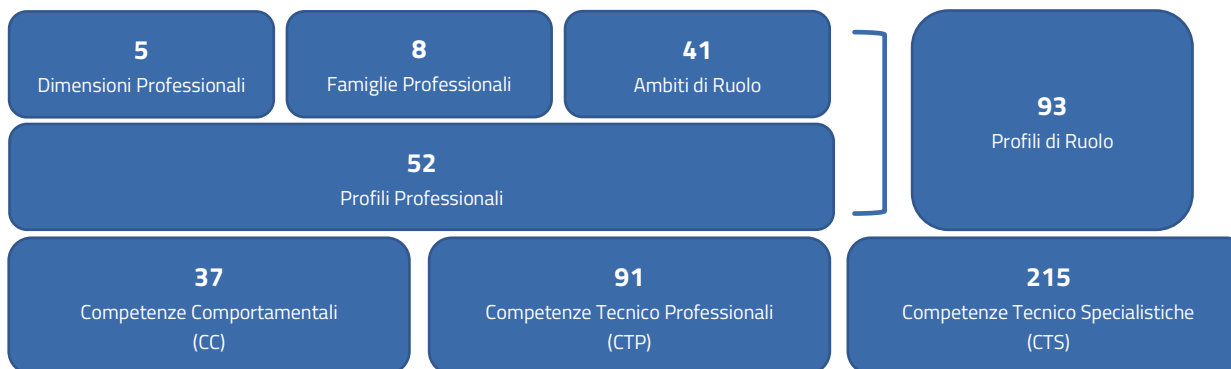 5
Dimensioni Professionali
8
Famiglie Professionali
41
Ambiti di Ruolo
93
Profili di Ruolo
52
Profili Professionali
37
Competenze Comportamentali
(CC)
91
Competenze Tecnico Professionali
(CTP)
215
Competenze Tecnico Specialistiche
(CTS)